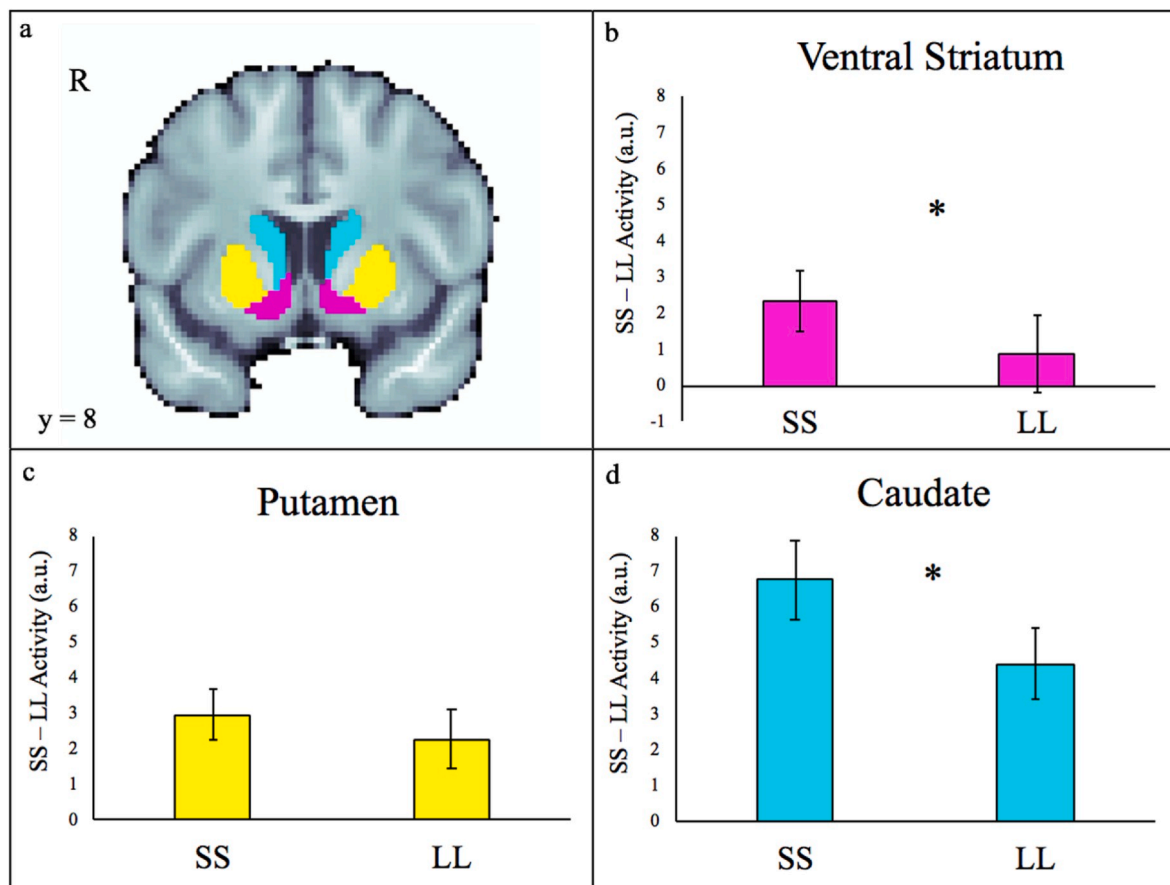 a
R
y = 8
b
Ventral Striatum
SS – LL Activity (a.u.)
8
7
6
5
4
3
2
1
0
-1
*
SS
LL
c
Putamen
SS – LL Activity (a.u.)
8
7
6
5
4
3
2
1
0
SS
LL
d
Caudate
SS – LL Activity (a.u.)
8
7
6
5
4
3
2
1
0
*
SS
LL